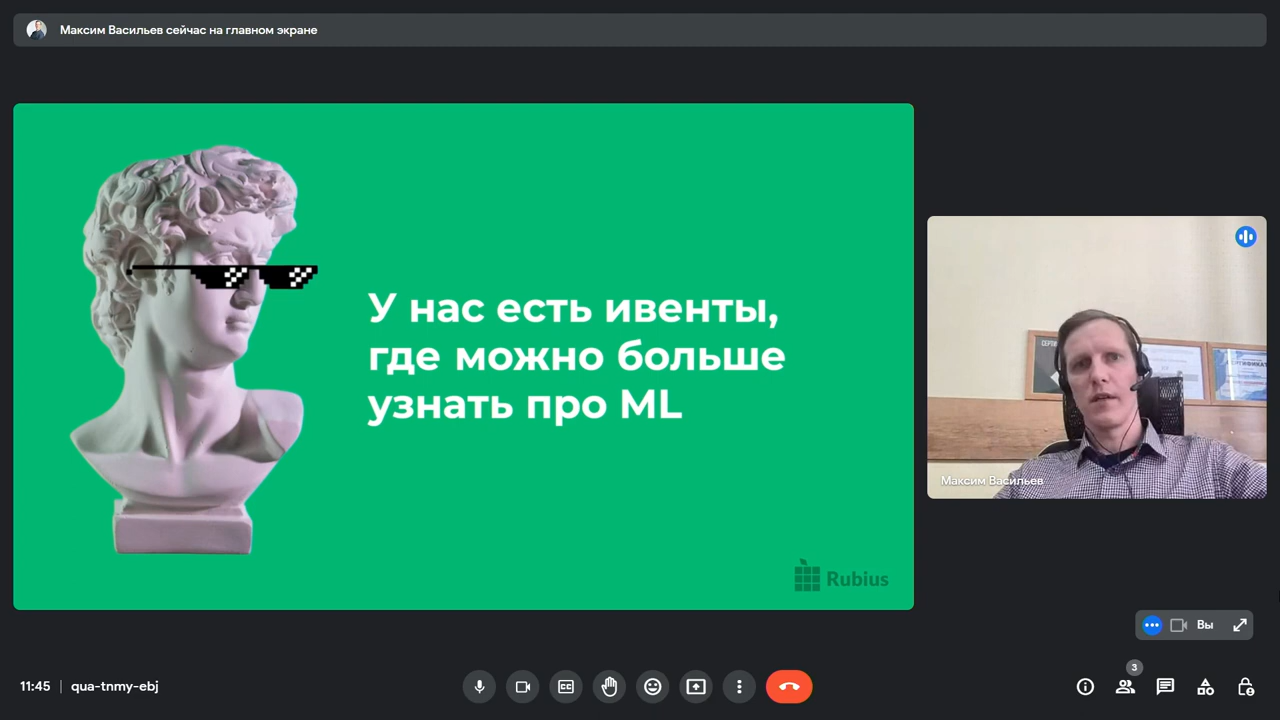 Максим Васильев сейчас на главном экране
У нас есть ивенты,
где можно больше
узнать про ML
Rubius
Максим Васильев
Вы
11:45
qua-tnmy-ebj
3